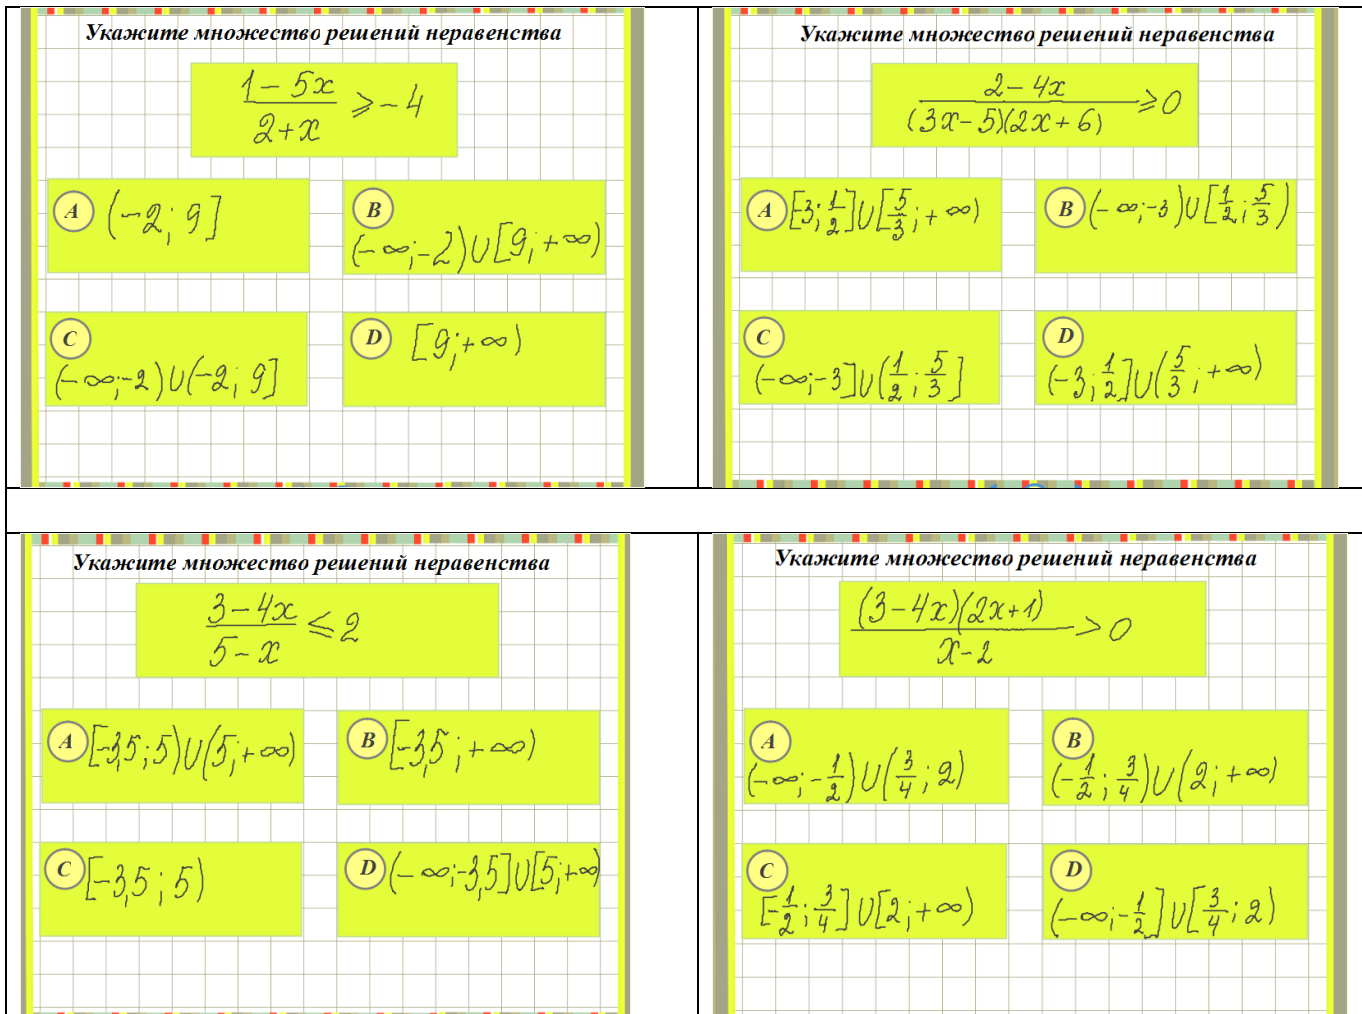 Укажите множество решений неравенства
1 – 5x
2+x
≥ – 4
A (–2; 9]
B
(–∞;–2)∪[9;+∞)
C
(–∞;–2)∪(–2; 9]
D [9;+∞)
Укажите множество решений неравенства
2 – 4x
(3x–5)(2x+6)
≥ 0
A [–3; 1/2]∪[5/3; +∞)
B (–∞;–3)∪[1/2; 5/3)
C
(–∞;–3]∪(1/2; 5/3]
D
(–3; 1/2]∪(5/3; +∞)
Укажите множество решений неравенства
3 – 4x
5 – x
≤ 2
A [–3,5; 5)∪(5;+∞)
B [–3,5; +∞)
C [–3,5; 5)
D (–∞;–3,5]∪[5;+∞)
Укажите множество решений неравенства
(3–4x)(2x+1)
x–2
> 0
A
(–∞;–1/2)∪(3/4; 2)
B
(–1/2; 3/4)∪(2;+∞)
C
[–1/2; 3/4]∪[2;+∞)
D
(–∞;–1/2]∪[3/4; 2)